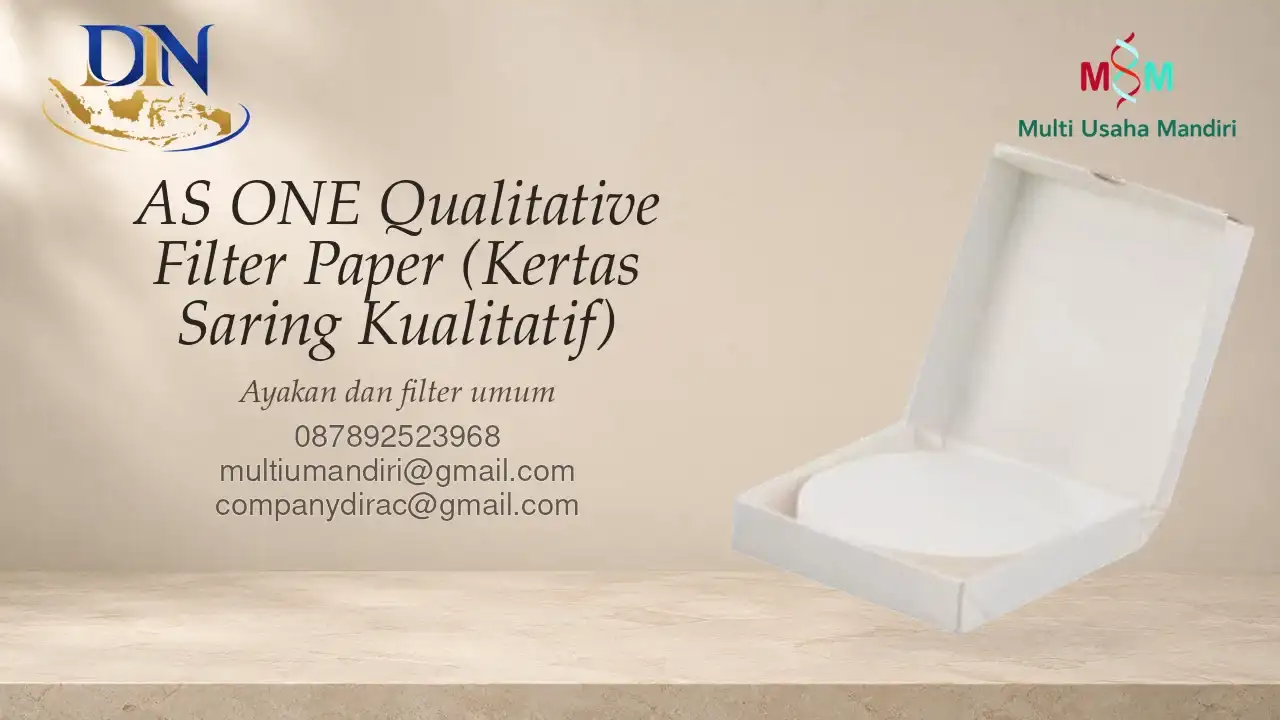 DN
MSM
Multi Usaha Mandiri
AS ONE Qualitative
Filter Paper (Kertas
Saring Kualitatif)
Ayakan dan filter umum
087892523968
multiumandiri@gmail.com
companydirac@gmail.com